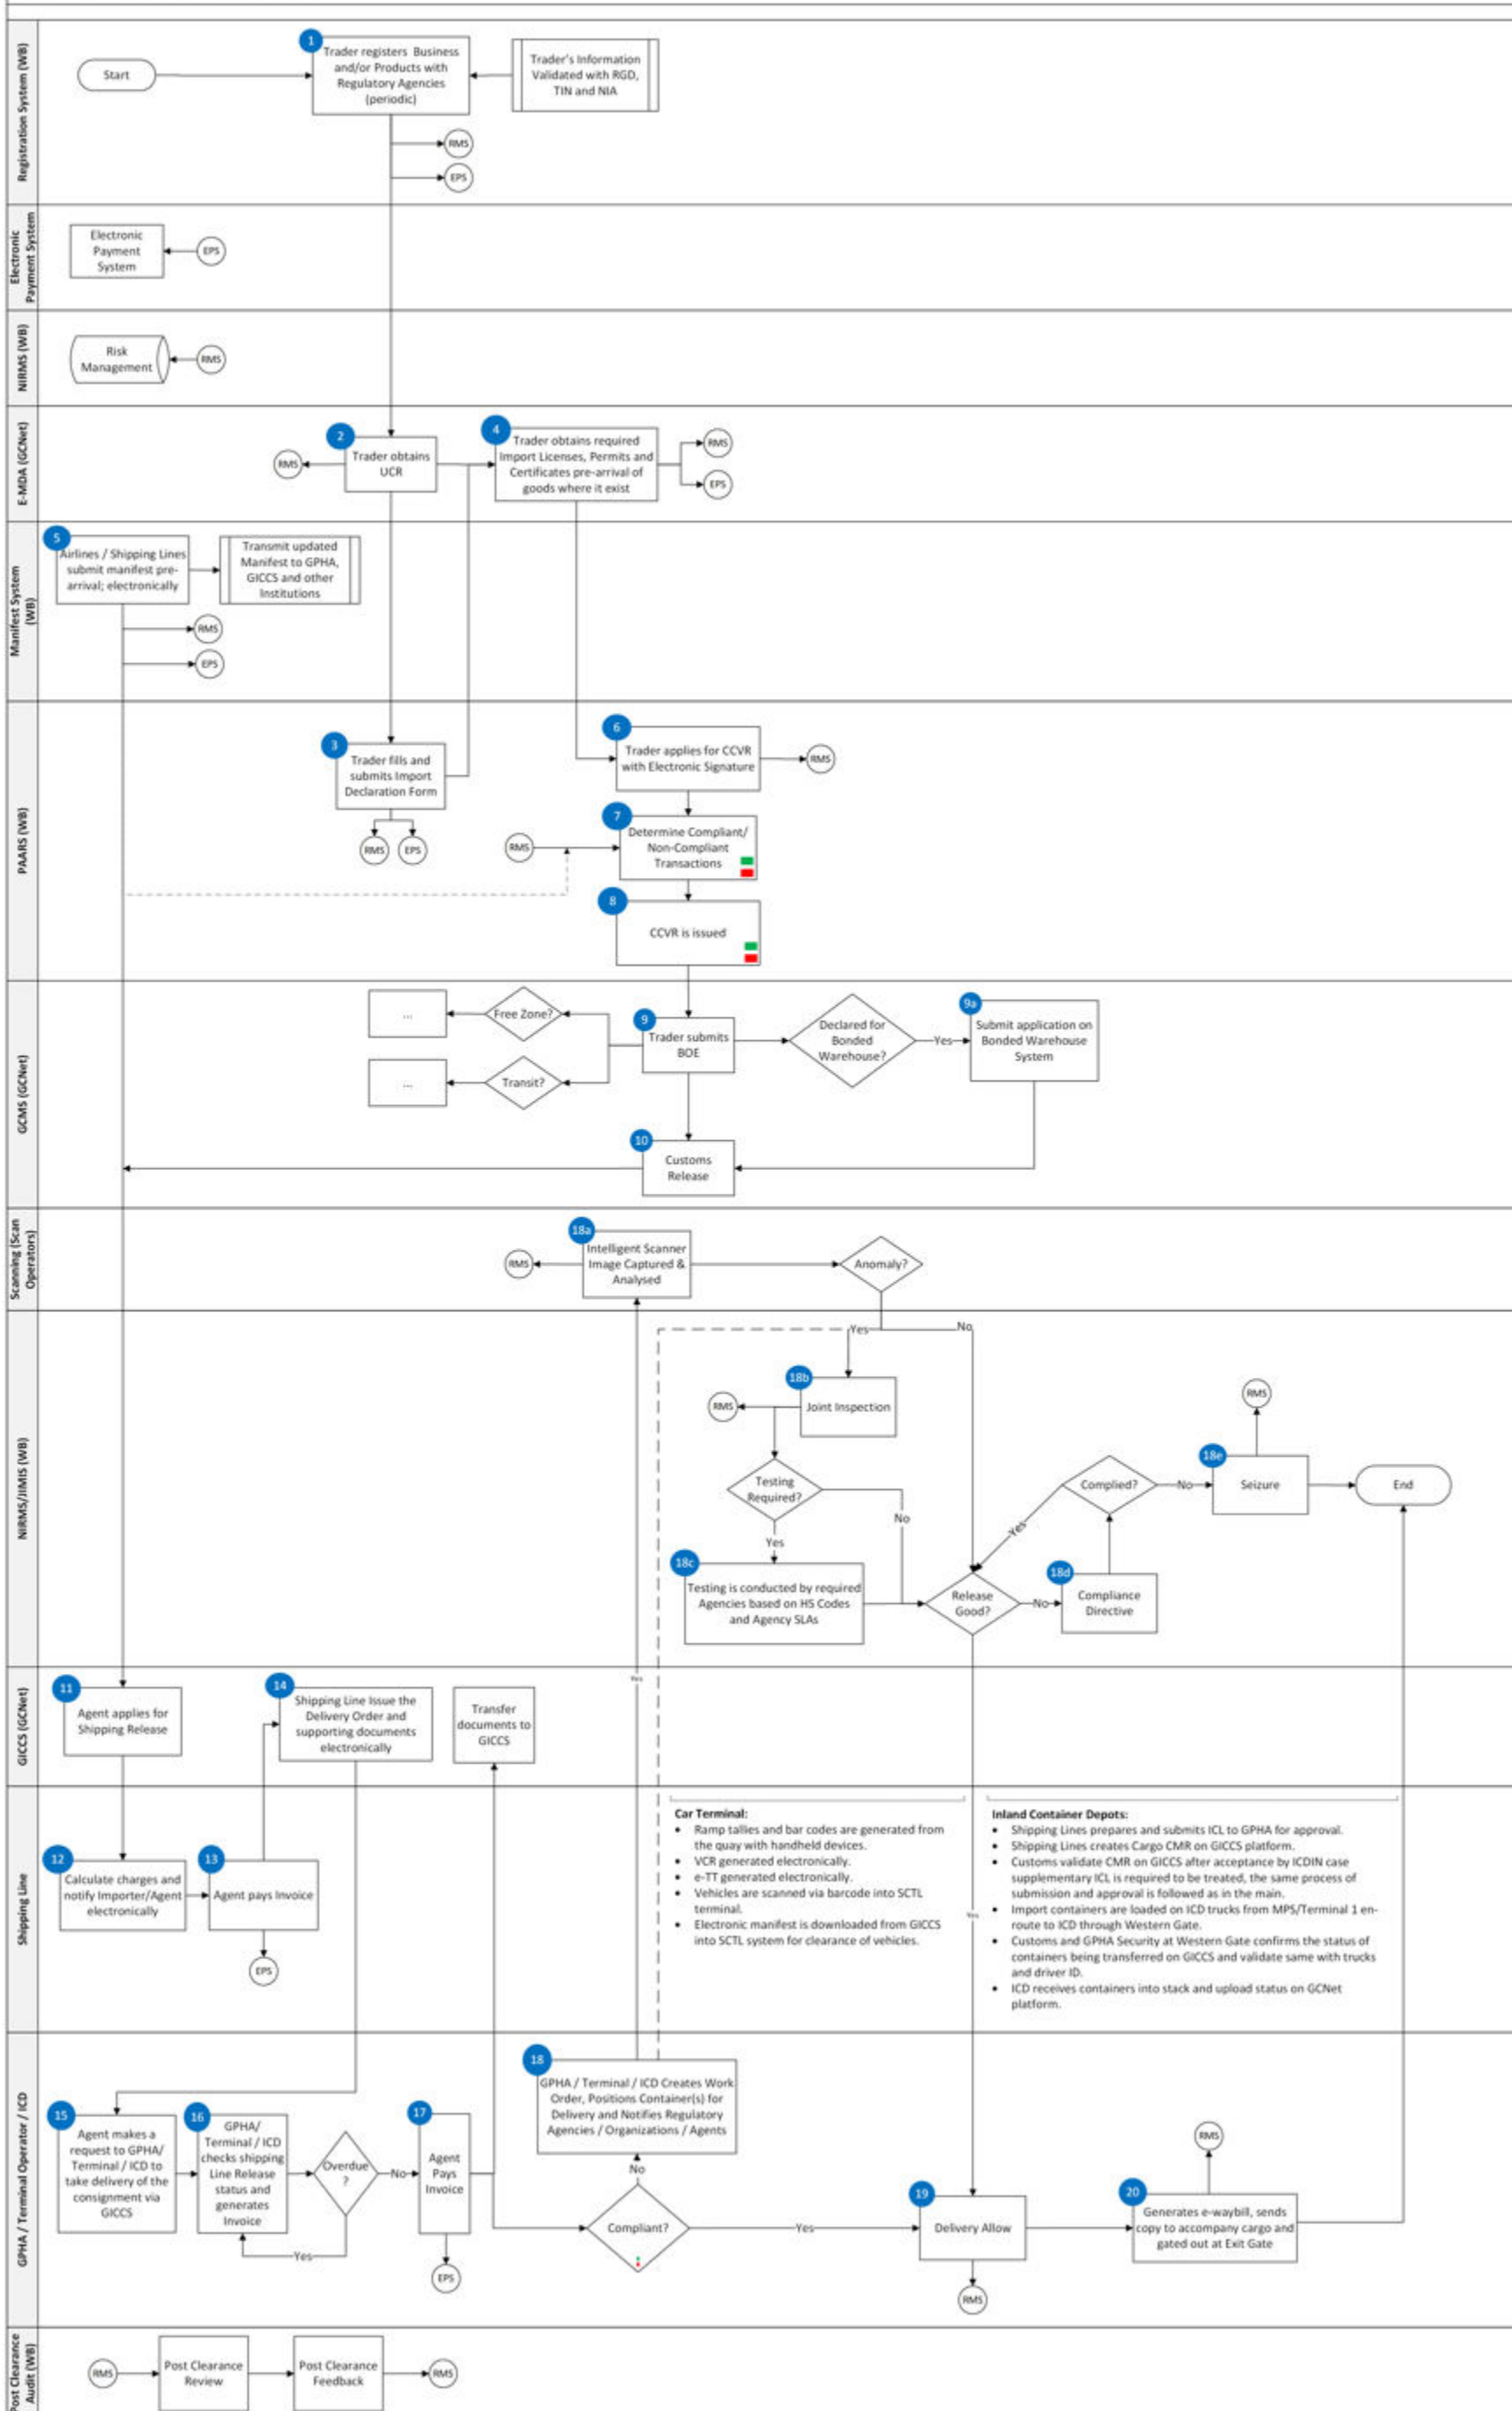 Registration System (WB)
Start
1
Trader registers Business
and/or Products with
Regulatory Agencies
(periodic)
Trader's Information
Validated with RGD,
TIN and NIA
RMS
EPS
Electronic
Payment System
Electronic
Payment
System
EPS
NIRMS (WB)
Risk
Management
RMS
E-MDA (GCNet)
RMS
2
Trader obtains
UCR
4
Trader obtains required
Import Licenses, Permits and
Certificates pre-arrival of
goods where it exist
RMS
EPS
Manifest System
(WB)
5
Airlines / Shipping Lines
submit manifest pre-
arrival; electronically
Transmit updated
Manifest to GPHA,
GICCS and other
Institutions
RMS
EPS
PAARS (WB)
3
Trader fills and
submits Import
Declaration Form
RMS
EPS
6
Trader applies for CCVR
with Electronic Signature
RMS
RMS
7
Determine Compliant/
Non-Compliant
Transactions
8
CCVR is issued
GCMS (GCNet)
...
Free Zone?
...
Transit?
9
Trader submits
BOE
Declared for
Bonded
Warehouse?
Yes
9a
Submit application on
Bonded Warehouse
System
10
Customs
Release
Scanning (Scan
Operators)
RMS
18a
Intelligent Scanner
Image Captured &
Analysed
Anomaly?
NIRMS/IIMIS (WB)
Yes
No
18b
Joint Inspection
RMS
Testing
Required?
No
Yes
18c
Testing is conducted by required
Agencies based on HS Codes
and Agency SLAs
Release
Good?
No
18d
Compliance
Directive
Complied?
Yes
No
18e
Seizure
RMS
End
GICCS (GCNet)
11
Agent applies for
Shipping Release
14
Shipping Line Issue the
Delivery Order and
supporting documents
electronically
Transfer
documents to
GICCS
Yes
Shipping Line
12
Calculate charges and
notify Importer/Agent
electronically
13
Agent pays Invoice
EPS
Car Terminal:
• Ramp tallies and bar codes are generated from
the quay with handheld devices.
• VCR generated electronically.
• e-TT generated electronically.
• Vehicles are scanned via barcode into SCTL
terminal.
• Electronic manifest is downloaded from GICCS
into SCTL system for clearance of vehicles.
Yes
Inland Container Depots:
• Shipping Lines prepares and submits ICL to GPHA for approval.
• Shipping Lines creates Cargo CMR on GICCS platform.
• Customs validate CMR on GICCS after acceptance by ICDIN case
supplementary ICL is required to be treated, the same process of
submission and approval is followed as in the main.
• Import containers are loaded on ICD trucks from MPS/Terminal 1 en-
route to ICD through Western Gate.
• Customs and GPHA Security at Western Gate confirms the status of
containers being transferred on GICCS and validate same with trucks
and driver ID.
• ICD receives containers into stack and upload status on GCNet
platform.
GPHA / Terminal Operator / ICD
15
Agent makes a
request to GPHA/
Terminal / ICD to
take delivery of the
consignment via
GICCS
16
GPHA/
Terminal / ICD
checks shipping
Line Release
status and
generates
Invoice
Overdue
?
Yes
No
17
Agent
Pays
Invoice
EPS
18
GPHA / Terminal / ICD Creates Work
Order, Positions Container(s) for
Delivery and Notifies Regulatory
Agencies / Organizations / Agents
No
Compliant?
Yes
19
Delivery Allow
RMS
20
Generates e-waybill, sends
copy to accompany cargo and
gated out at Exit Gate
RMS
Post Clearance
Audit (WB)
RMS
Post Clearance
Review
Post Clearance
Feedback
RMS